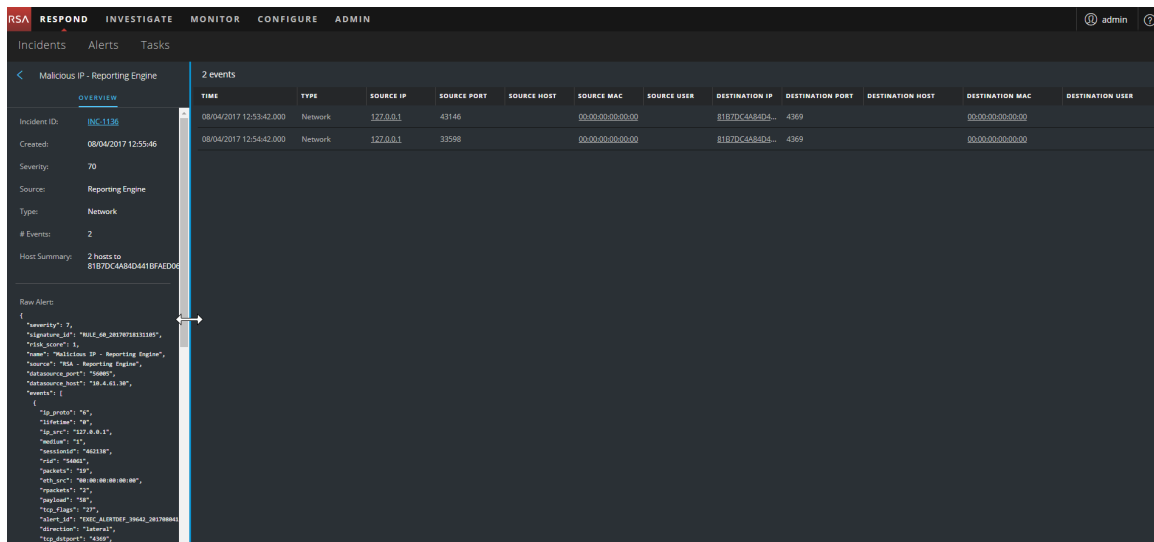 RSA RESPOND INVESTIGATE MONITOR CONFIGURE ADMIN admin
Incidents Alerts Tasks
Malicious IP - Reporting Engine
OVERVIEW
Incident ID: INC-1136
Created: 08/04/2017 12:55:46
Severity: 70
Source: Reporting Engine
Type: Network
# Events: 2
Host Summary: 2 hosts to
81B7DC4A84D441BFAED06
Raw Alert:
{
"severity": 7,
"signature_id": "RULE_60_20170718131105",
"risk_score": 1,
"name": "Malicious IP - Reporting Engine",
"source": "RSA - Reporting Engine",
"datasource_port": "56005",
"datasource_host": "10.4.61.30",
"events": [
{
"ip_proto": "6",
"lifetime": "0",
"ip_src": "127.0.0.1",
"medium": "1",
"sessionid": "462138",
"rid": "54061",
"packets": "19",
"eth_src": "00:00:00:00:00:00",
"rpackets": "2",
"payload": "58",
"tcp_flags": "27",
"alert_id": "EXEC_ALERTDEF_39642_201708041
"direction": "lateral",
"tcp_dstport": "4369",
2 events
TIME TYPE SOURCE IP SOURCE PORT SOURCE HOST SOURCE MAC SOURCE USER DESTINATION IP DESTINATION PORT DESTINATION HOST DESTINATION MAC DESTINATION USER
08/04/2017 12:53:42.000 Network 127.0.0.1 43146 00:00:00:00:00:00 81B7DC4A84D4... 4369 00:00:00:00:00:00
08/04/2017 12:54:42.000 Network 127.0.0.1 33598 00:00:00:00:00:00 81B7DC4A84D4... 4369 00:00:00:00:00:00